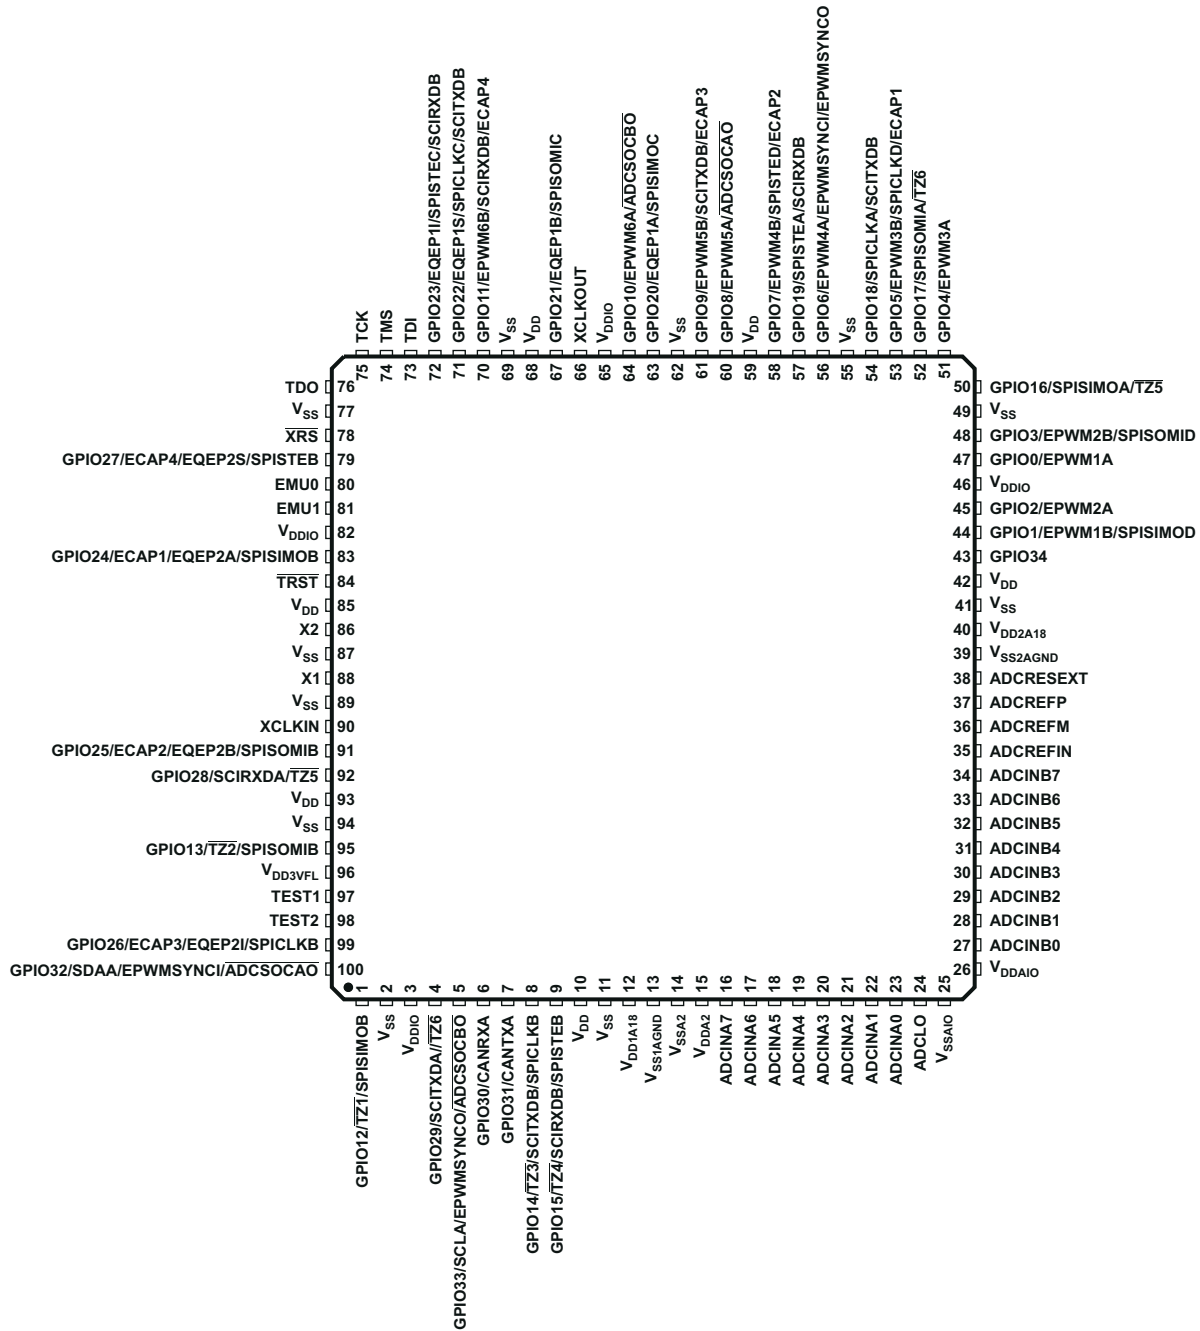 75 TCK
74 TMS
73 TDI
72 GPIO23/EQEP1I/SPISTEC/SCIRXDB
71 GPIO22/EQEP1S/SPICLKC/SCITXDB
70 GPIO11/EPWM6B/SCIRXDB/ECAP4
69 VSS
68 VDD
67 GPIO21/EQEP1B/SPISOMIC
66 XCLKOUT
65 VDDIO
64 GPIO10/EPWM6A/ADCSOCBO
63 GPIO20/EQEP1A/SPISIMOC
62 VSS
61 GPIO9/EPWM5B/SCITXDB/ECAP3
60 GPIO8/EPWM5A/ADCSOCAO
59 VDD
58 GPIO7/EPWM4B/SPISTED/ECAP2
57 GPIO19/SPISTEA/SCIRXDB
56 GPIO6/EPWM4A/EPWMSYNCI/EPWMSYNCO
55 VSS
54 GPIO18/SPICLKA/SCITXDB
53 GPIO5/EPWM3B/SPICLKD/ECAP1
52 GPIO17/SPISOMIA/TZ6
51 GPIO4/EPWM3A
TDO 76
VSS 77
XRS 78
GPIO27/ECAP4/EQEP2S/SPISTEB 79
EMU0 80
EMU1 81
VDDIO 82
GPIO24/ECAP1/EQEP2A/SPISIMOB 83
TRST 84
VDD 85
X2 86
VSS 87
X1 88
VSS 89
XCLKIN 90
GPIO25/ECAP2/EQEP2B/SPISOMIB 91
GPIO28/SCIRXDA/TZ5 92
VDD 93
VSS 94
GPIO13/TZ2/SPISOMIB 95
VDD3VFL 96
TEST1 97
TEST2 98
GPIO26/ECAP3/EQEP2I/SPICLKB 99
GPIO32/SDAA/EPWMSYNCI/ADCSOCAO 100
50 GPIO16/SPISIMOA/TZ5
49 VSS
48 GPIO3/EPWM2B/SPISOMID
47 GPIO0/EPWM1A
46 VDDIO
45 GPIO2/EPWM2A
44 GPIO1/EPWM1B/SPISIMOD
43 GPIO34
42 VDD
41 VSS
40 VDD2A18
39 VSS2AGND
38 ADCRESEXT
37 ADCREFP
36 ADCREFM
35 ADCREFIN
34 ADCINB7
33 ADCINB6
32 ADCINB5
31 ADCINB4
30 ADCINB3
29 ADCINB2
28 ADCINB1
27 ADCINB0
26 VDDAIO
1 GPIO12/TZ1/SPISIMOB
2 VSS
3 VDDIO
4 GPIO29/SCITXDA//TZ6
5 GPIO33/SCLA/EPWMSYNCO/ADCSOCBO
6 GPIO30/CANRXA
7 GPIO31/CANTXA
8 GPIO14/TZ3/SCITXDB/SPICLKB
9 GPIO15/TZ4/SCIRXDB/SPISTEB
10 VDD
11 VSS
12 VDD1A18
13 VSS1AGND
14 VSSA2
15 VDDA2
16 ADCINA7
17 ADCINA6
18 ADCINA5
19 ADCINA4
20 ADCINA3
21 ADCINA2
22 ADCINA1
23 ADCINA0
24 ADCLO
25 VSSAIO